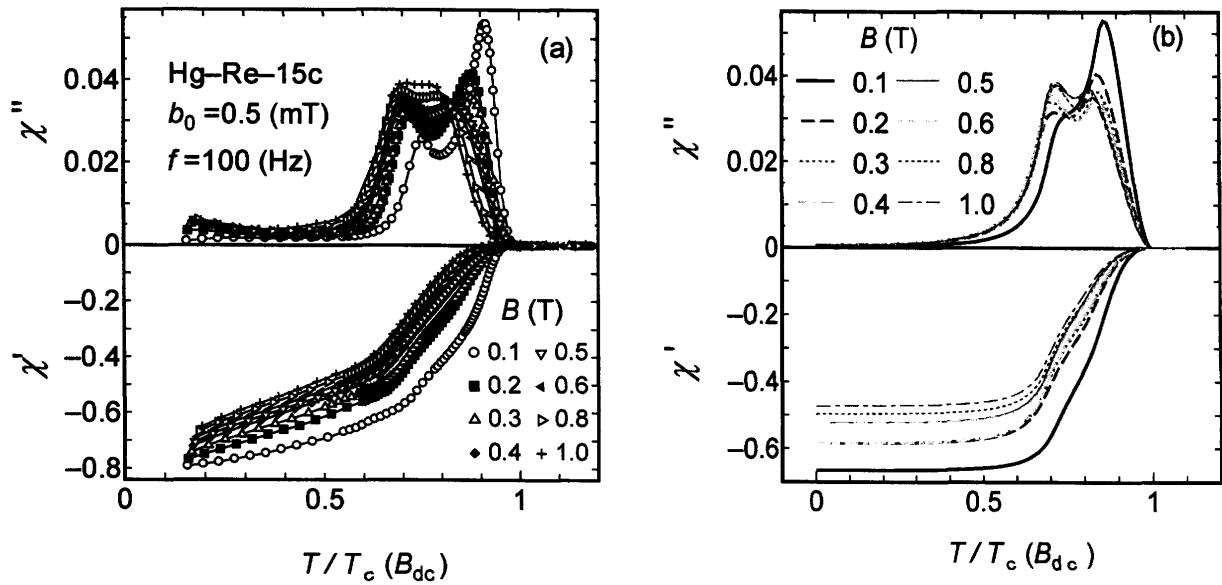 (a)
Hg–Re–15c
b₀ =0.5 (mT)
f =100 (Hz)
χ"
0.04
0.02
0
–0.2
–0.4
–0.6
–0.8
χ'
B (T)
0.1 0.5
0.2 0.6
0.3 0.8
0.4 1.0
0 0.5 1
T / Tc (Bdc)
(b)
B (T)
0.1 0.5
0.2 0.6
0.3 0.8
0.4 1.0
χ"
0.04
0.02
0
–0.2
–0.4
–0.6
χ'
0 0.5 1
T / Tc (Bdc)